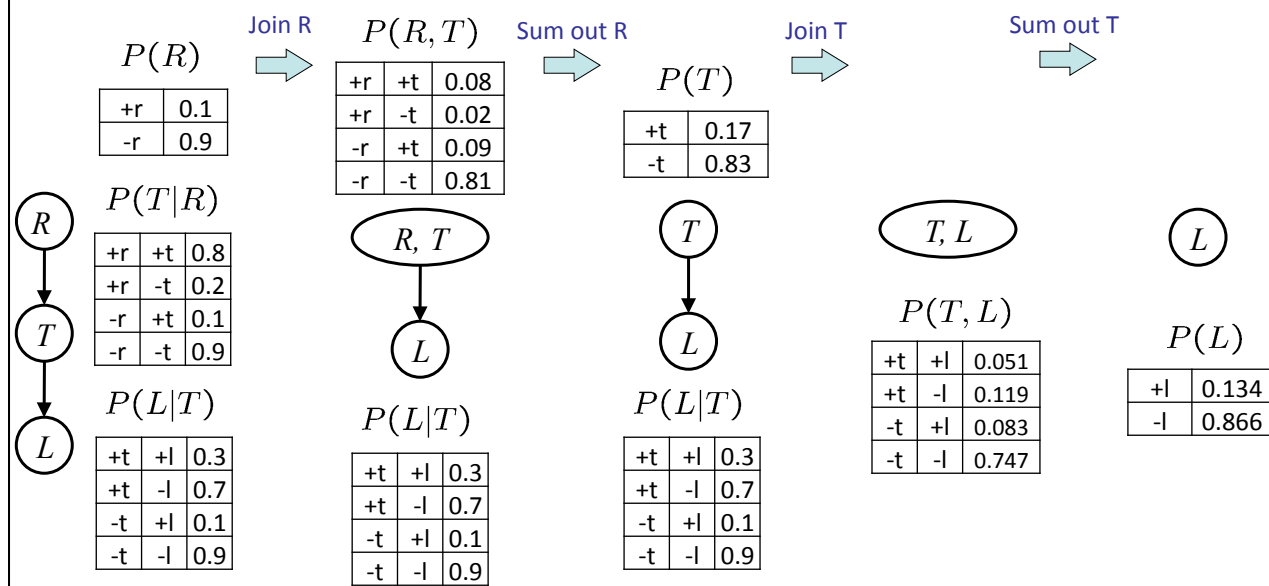 Join R
Sum out R
Join T
Sum out T
P(R)
+r 0.1
-r 0.9
P(T|R)
+r +t 0.8
+r -t 0.2
-r +t 0.1
-r -t 0.9
P(L|T)
+t +l 0.3
+t -l 0.7
-t +l 0.1
-t -l 0.9
R
T
L
P(R, T)
+r +t 0.08
+r -t 0.02
-r +t 0.09
-r -t 0.81
R, T
L
P(L|T)
+t +l 0.3
+t -l 0.7
-t +l 0.1
-t -l 0.9
P(T)
+t 0.17
-t 0.83
T
L
P(L|T)
+t +l 0.3
+t -l 0.7
-t +l 0.1
-t -l 0.9
T, L
P(T, L)
+t +l 0.051
+t -l 0.119
-t +l 0.083
-t -l 0.747
L
P(L)
+l 0.134
-l 0.866